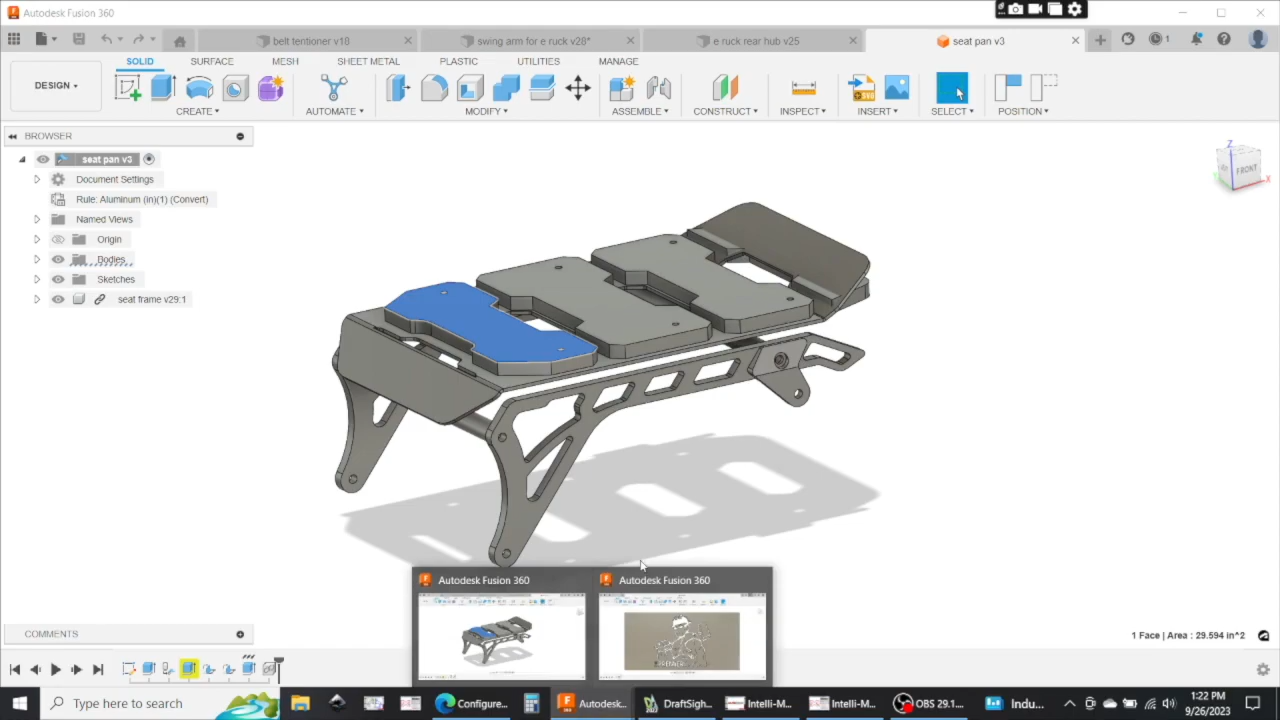 Autodesk Fusion 360
belt tentioner v18
swing arm for e ruck v28*
e ruck rear hub v25
seat pan v3
1
DESIGN
SOLID
SURFACE
MESH
SHEET METAL
PLASTIC
UTILITIES
MANAGE
CREATE
AUTOMATE
MODIFY
ASSEMBLE
CONSTRUCT
INSPECT
INSERT
SELECT
POSITION
BROWSER
seat pan v3
Document Settings
Rule: Aluminum (in)(1) (Convert)
Named Views
Origin
Bodies
Sketches
seat frame v29:1
Z
FRONT
X
Autodesk Fusion 360
Autodesk Fusion 360
COMMENTS
1 Face | Area : 29.594 in^2
Type here to search
Configure...
Autodesk...
DraftSigh...
Intelli-M...
Intelli-M...
OBS 29.1....
Indu...
1:22 PM
9/26/2023